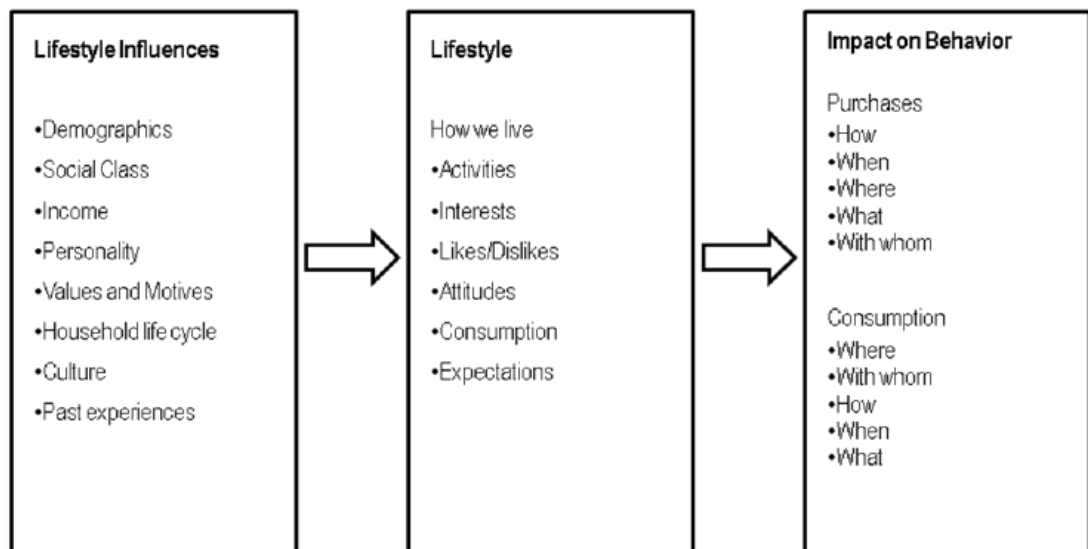 Lifestyle Influences
•Demographics
•Social Class
•Income
•Personality
•Values and Motives
•Household life cycle
•Culture
•Past experiences
Lifestyle
How we live
•Activities
•Interests
•Likes/Dislikes
•Attitudes
•Consumption
•Expectations
Impact on Behavior
Purchases
•How
•When
•Where
•What
•With whom
Consumption
•Where
•With whom
•How
•When
•What